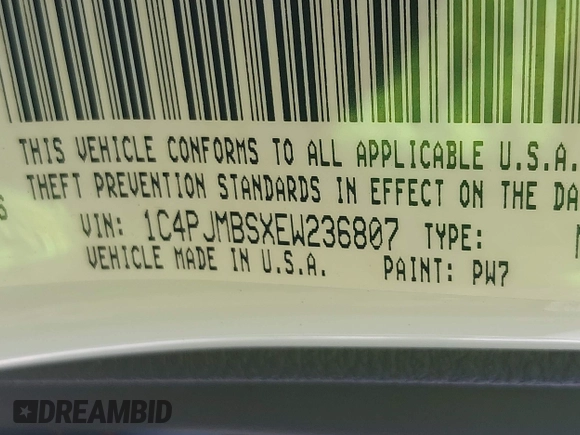 THIS VEHICLE CONFORMS TO ALL APPLICABLE U.S.A.
THEFT PREVENTION STANDARDS IN EFFECT ON THE DA
S
VIN: 1C4PJMBSXEW236807 TYPE:
VEHICLE MADE IN U.S.A. PAINT: PW7
DREAMBID